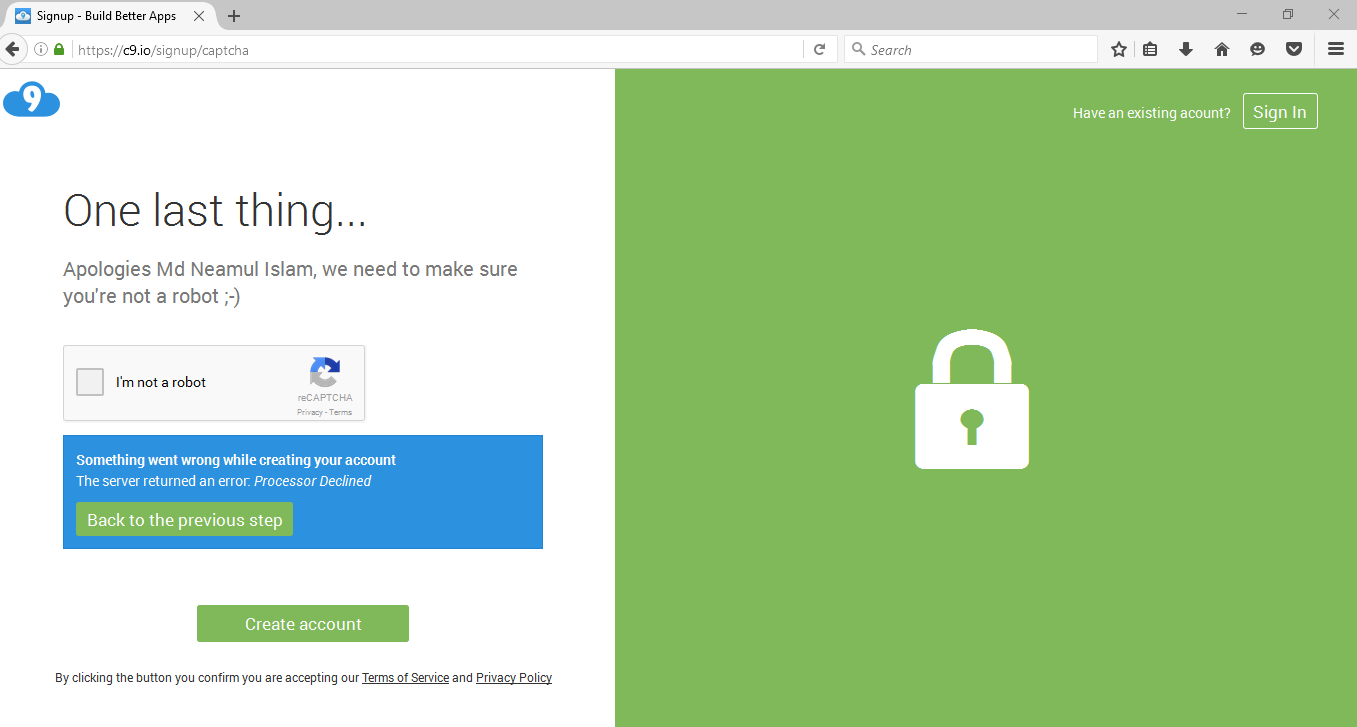 Signup - Build Better Apps
https://c9.io/signup/captcha
Search
9
Have an existing acount?
Sign In
One last thing...
Apologies Md Neamul Islam, we need to make sure
you're not a robot ;-)
I'm not a robot
reCAPTCHA
Privacy - Terms
Something went wrong while creating your account
The server returned an error: Processor Declined
Back to the previous step
Create account
By clicking the button you confirm you are accepting our Terms of Service and Privacy Policy